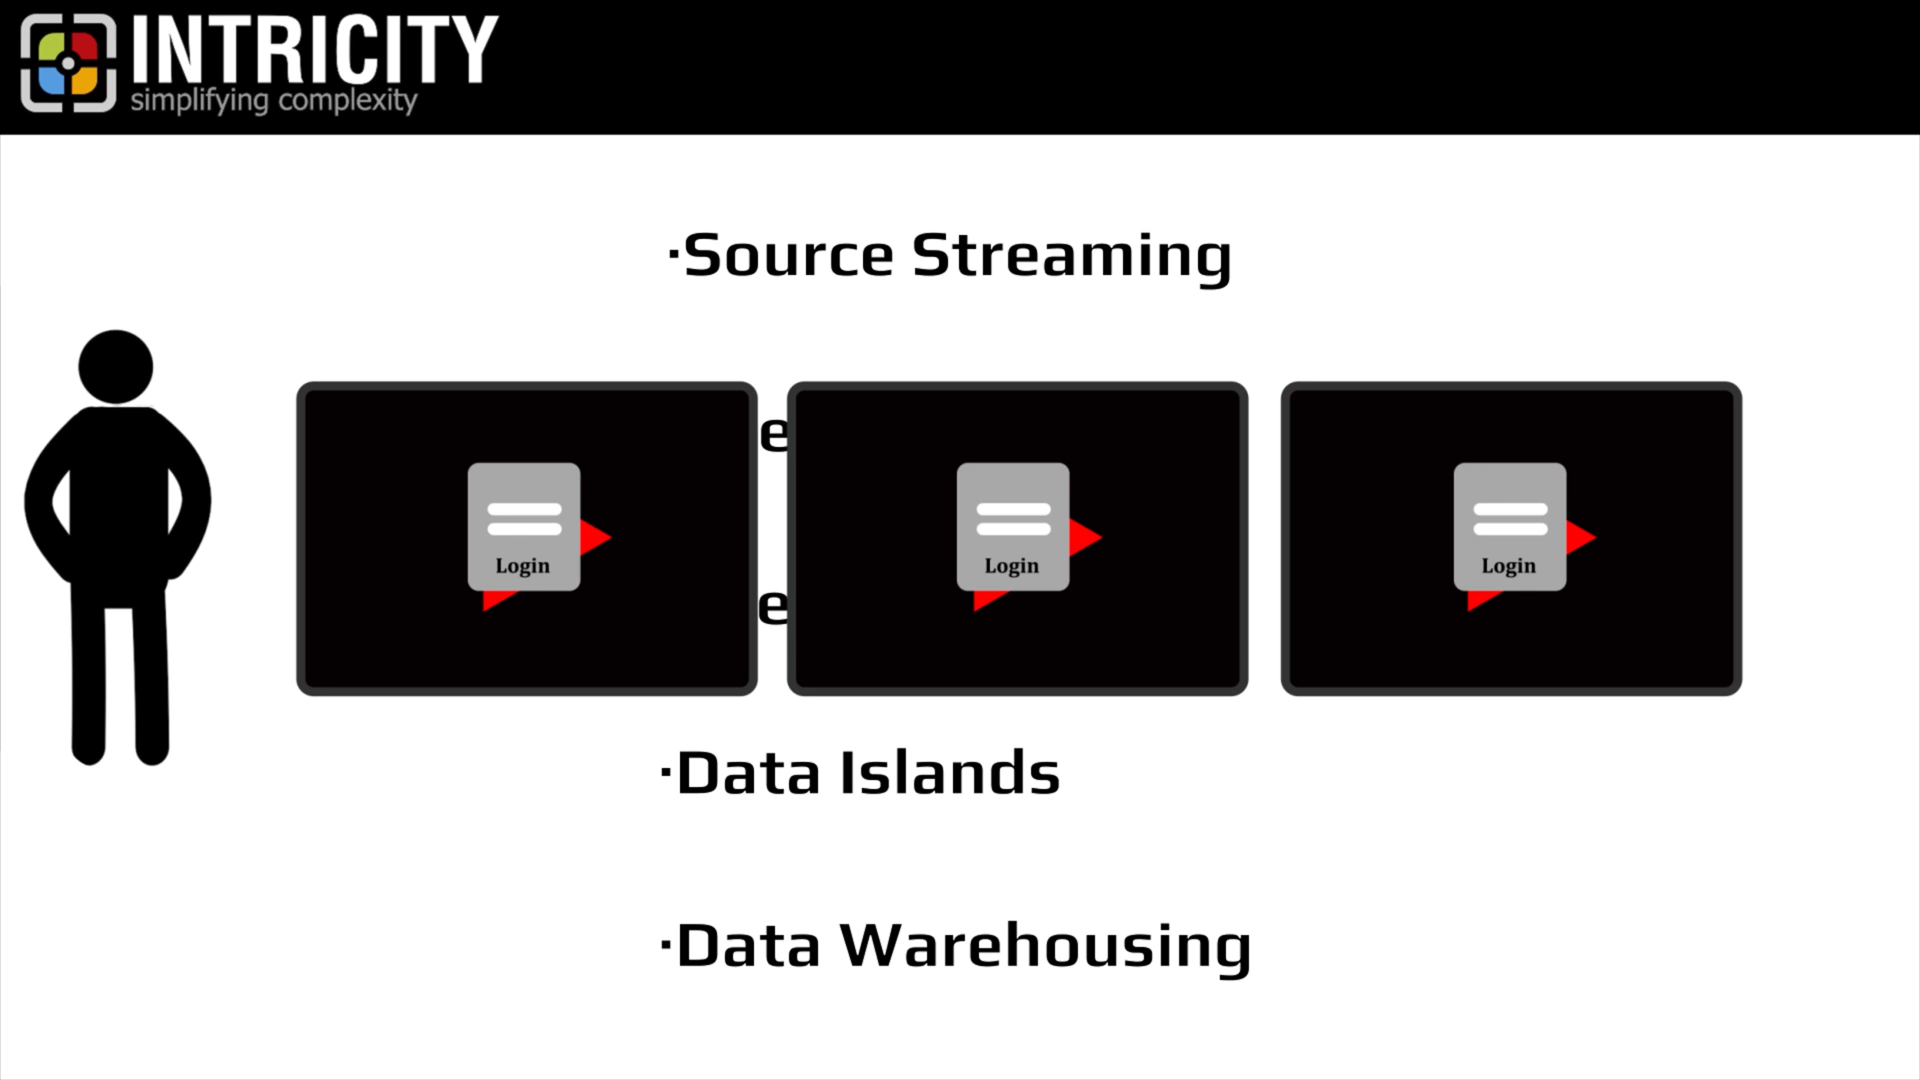 INTRICITY
simplifying complexity
·Source Streaming
Login
Login
Login
·Data Islands
·Data Warehousing